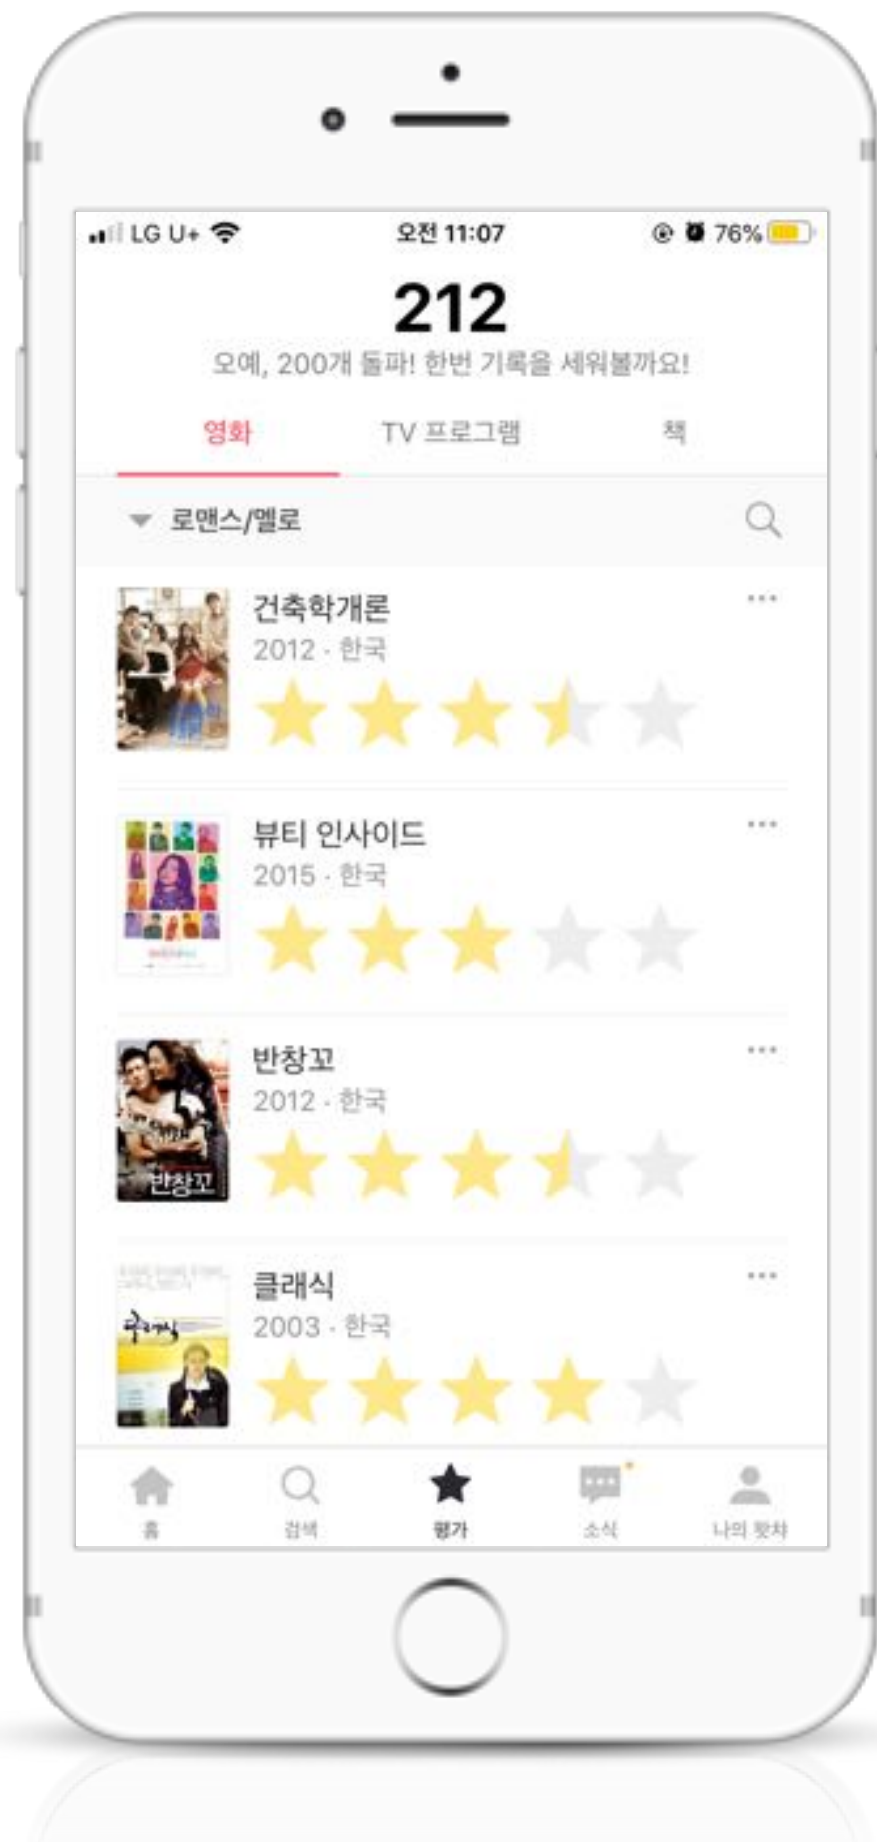 LG U+ 오전 11:07 76%
212
오예, 200개 돌파! 한번 기록을 세워볼까요!
영화 TV 프로그램 책
로맨스/멜로
건축학개론
2012 · 한국
뷰티 인사이드
2015 · 한국
반창꼬
2012 · 한국
반창꼬
클래식
2003 · 한국
클래식
홈 검색 평가 소식 나의 왓챠